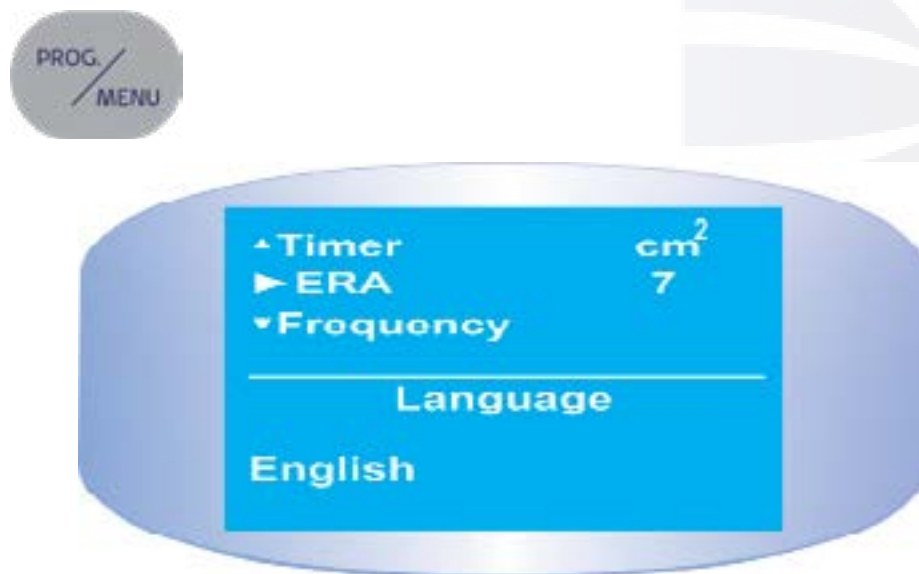 PROG./
MENU
Timer cm²
ERA 7
Frequency
Language
English